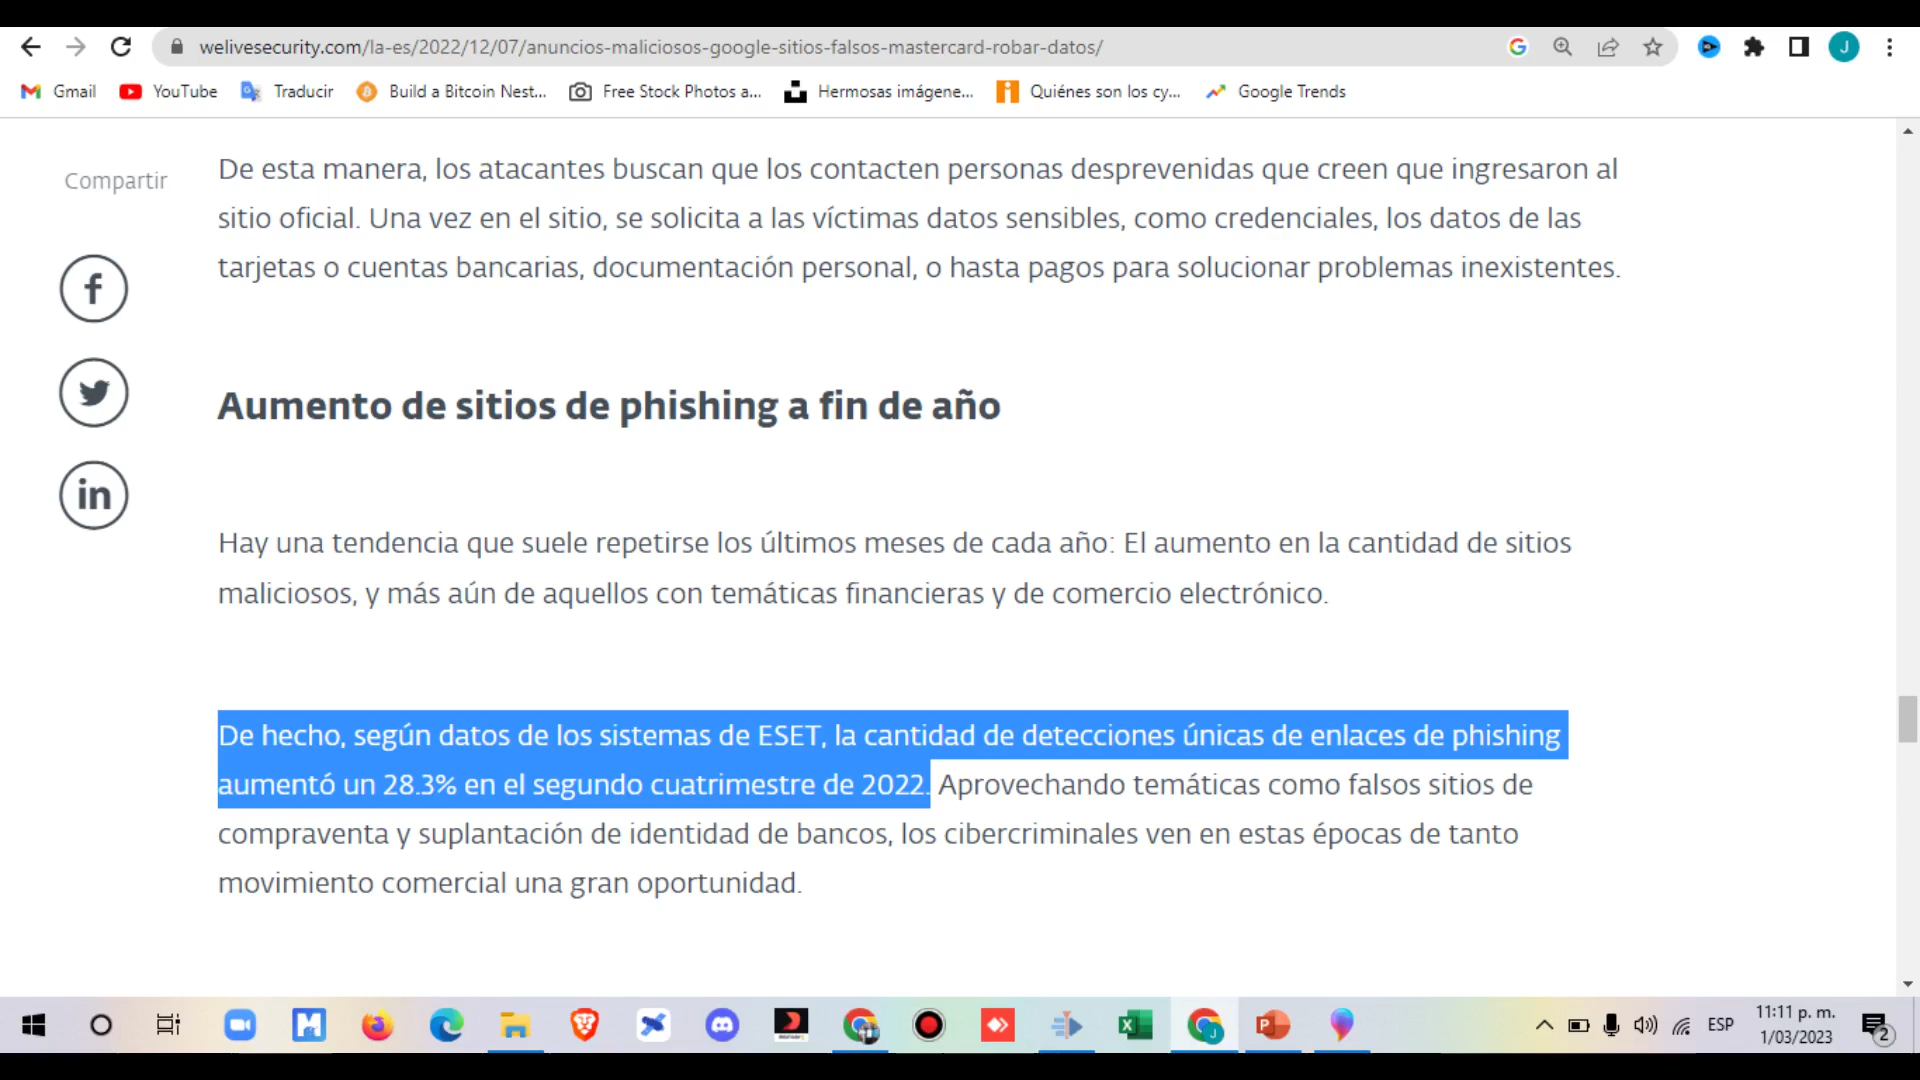 welivesecurity.com/la-es/2022/12/07/anuncios-maliciosos-google-sitios-falsos-mastercard-robar-datos/
J
Gmail
YouTube
Traducir
Build a Bitcoin Nest...
Free Stock Photos a...
Hermosas imágene...
Quiénes son los cy...
Google Trends
Compartir
De esta manera, los atacantes buscan que los contacten personas desprevenidas que creen que ingresaron al
sitio oficial. Una vez en el sitio, se solicita a las víctimas datos sensibles, como credenciales, los datos de las
tarjetas o cuentas bancarias, documentación personal, o hasta pagos para solucionar problemas inexistentes.
Aumento de sitios de phishing a fin de año
Hay una tendencia que suele repetirse los últimos meses de cada año: El aumento en la cantidad de sitios
maliciosos, y más aún de aquellos con temáticas financieras y de comercio electrónico.
De hecho, según datos de los sistemas de ESET, la cantidad de detecciones únicas de enlaces de phishing
aumentó un 28.3% en el segundo cuatrimestre de 2022. Aprovechando temáticas como falsos sitios de
compraventa y suplantación de identidad de bancos, los cibercriminales ven en estas épocas de tanto
movimiento comercial una gran oportunidad.
ESP
11:11 p. m.
1/03/2023
2